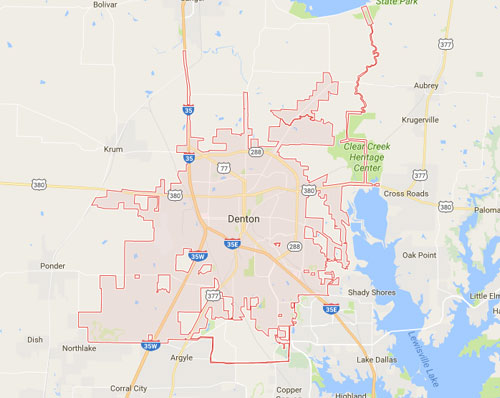 Bolivar
State Park
377
Aubrey
35
Krugerville
Krum
288
35
77
Clear Creek
Heritage
Center
377
380
380
380
Cross Roads
Denton
35E
288
35W
Oak Point
Ponder
377
Shady Shores
35E
Little Elm
Dish
Northlake
35W
Argyle
Lewisville Lake
Lake Dallas
Corral City
Copper
Highland